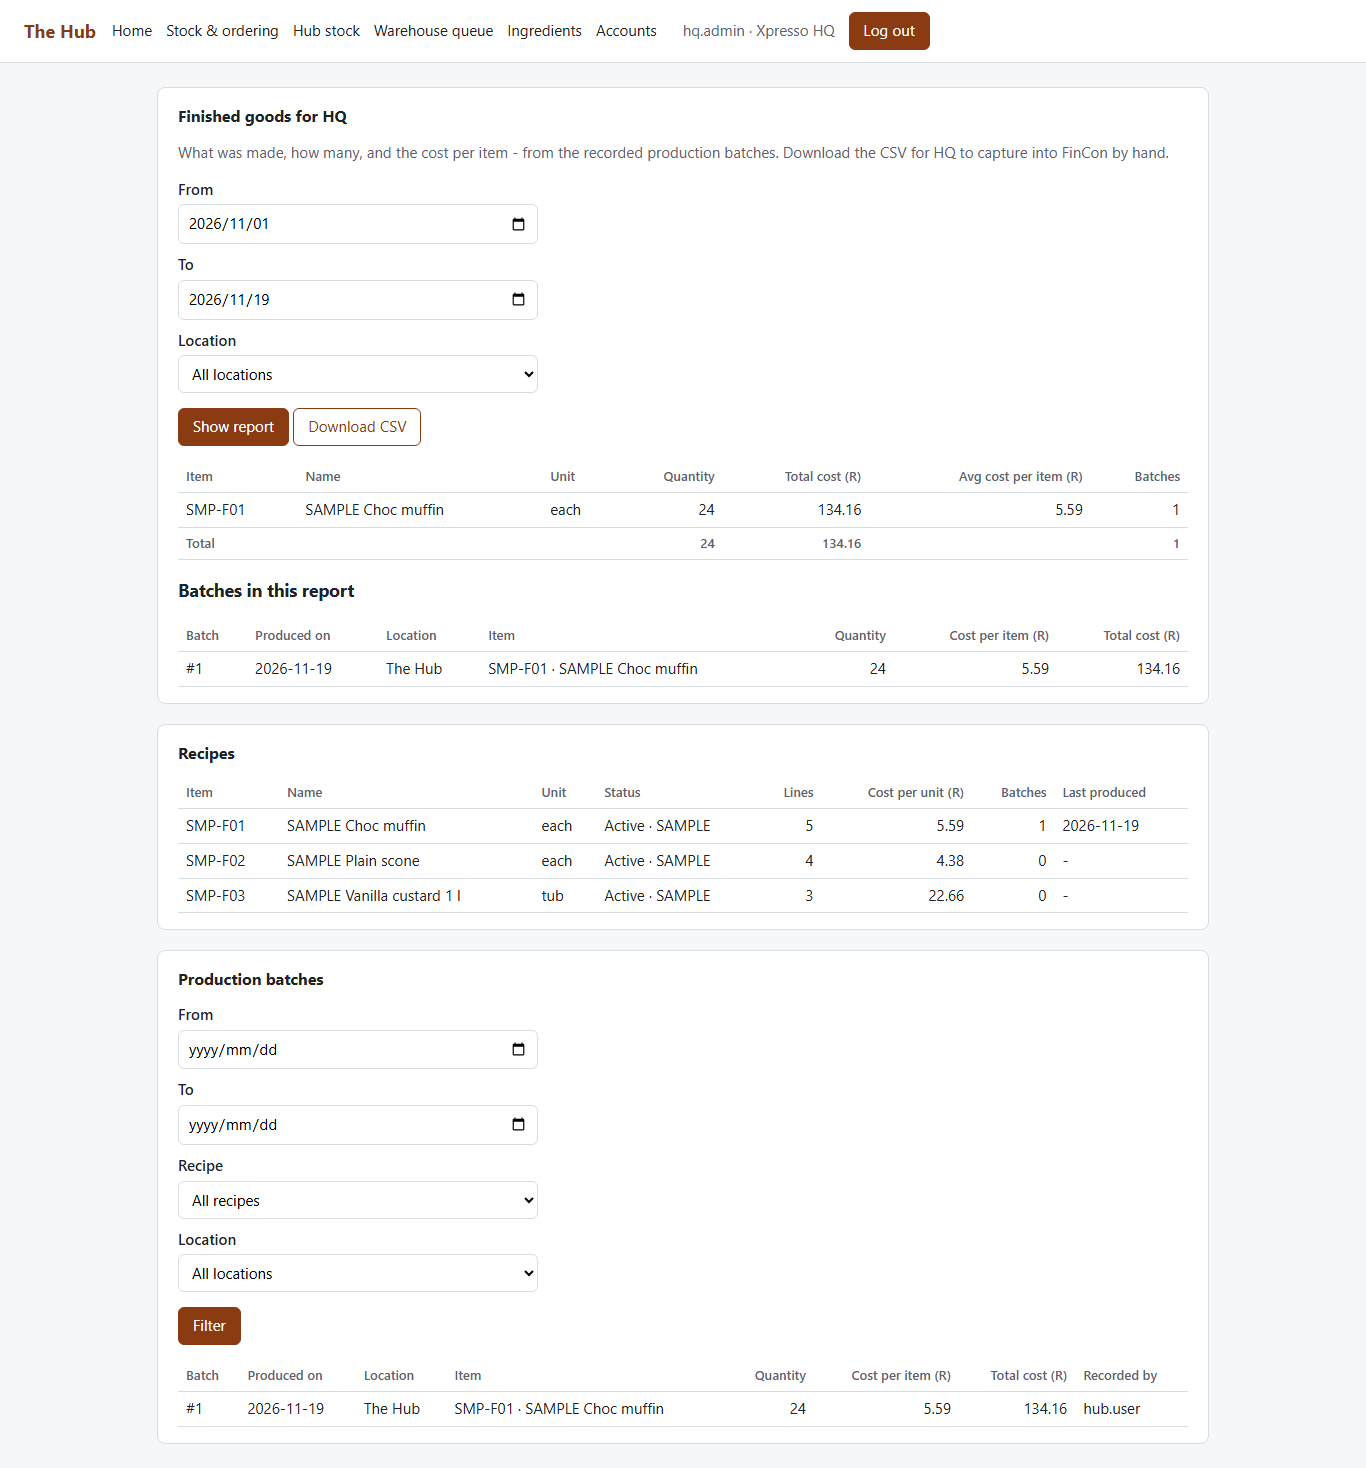 The Hub Home Stock & ordering Hub stock Warehouse queue Ingredients Accounts hq.admin · Xpresso HQ Log out
Finished goods for HQ
What was made, how many, and the cost per item - from the recorded production batches. Download the CSV for HQ to capture into FinCon by hand.
From
2026/11/01
To
2026/11/19
Location
All locations
Show report Download CSV
Item Name Unit Quantity Total cost (R) Avg cost per item (R) Batches
SMP-F01 SAMPLE Choc muffin each 24 134.16 5.59 1
Total 24 134.16 1
Batches in this report
Batch Produced on Location Item Quantity Cost per item (R) Total cost (R)
#1 2026-11-19 The Hub SMP-F01 · SAMPLE Choc muffin 24 5.59 134.16
Recipes
Item Name Unit Status Lines Cost per unit (R) Batches Last produced
SMP-F01 SAMPLE Choc muffin each Active · SAMPLE 5 5.59 1 2026-11-19
SMP-F02 SAMPLE Plain scone each Active · SAMPLE 4 4.38 0 -
SMP-F03 SAMPLE Vanilla custard 1 l tub Active · SAMPLE 3 22.66 0 -
Production batches
From
yyyy/mm/dd
To
yyyy/mm/dd
Recipe
All recipes
Location
All locations
Filter
Batch Produced on Location Item Quantity Cost per item (R) Total cost (R) Recorded by
#1 2026-11-19 The Hub SMP-F01 · SAMPLE Choc muffin 24 5.59 134.16 hub.user